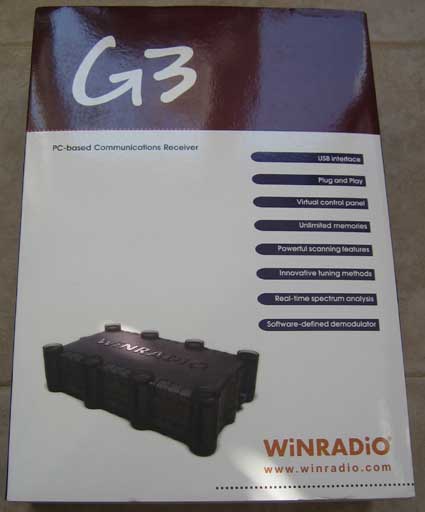 G3
PC-based Communications Receiver
USB interface
Plug and Play
Virtual control panel
Unlimited memories
Powerful scanning features
Innovative tuning methods
Real-time spectrum analysis
Software-defined demodulator
WiNRADiO
WiNRADiO®
www.winradio.com